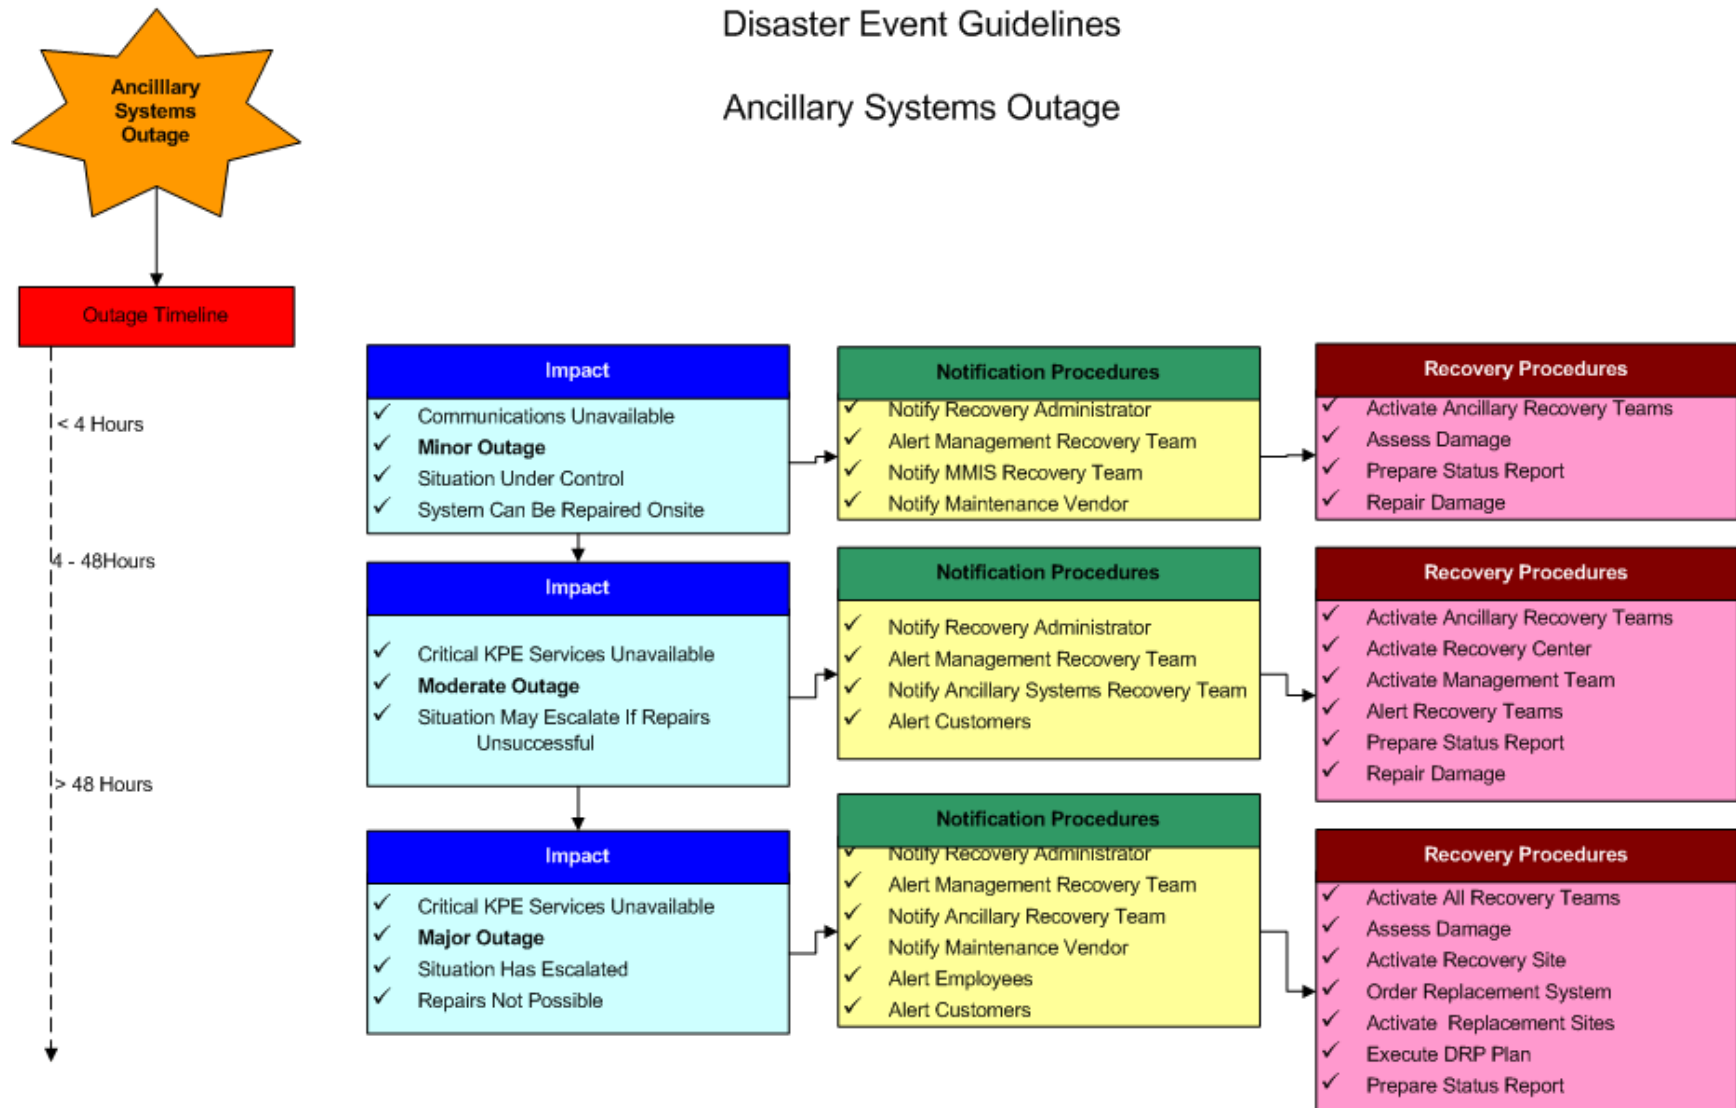 Disaster Event Guidelines
Ancillary Systems Outage
Ancilllary
Systems
Outage
Outage Timeline
< 4 Hours
4 - 48Hours
> 48 Hours
Impact
✓ Communications Unavailable
✓ Minor Outage
✓ Situation Under Control
✓ System Can Be Repaired Onsite
Notification Procedures
✓ Notify Recovery Administrator
✓ Alert Management Recovery Team
✓ Notify MMIS Recovery Team
✓ Notify Maintenance Vendor
Recovery Procedures
✓ Activate Ancillary Recovery Teams
✓ Assess Damage
✓ Prepare Status Report
✓ Repair Damage
Impact
✓ Critical KPE Services Unavailable
✓ Moderate Outage
✓ Situation May Escalate If Repairs
Unsuccessful
Notification Procedures
✓ Notify Recovery Administrator
✓ Alert Management Recovery Team
✓ Notify Ancillary Systems Recovery Team
✓ Alert Customers
Recovery Procedures
✓ Activate Ancillary Recovery Teams
✓ Activate Recovery Center
✓ Activate Management Team
✓ Alert Recovery Teams
✓ Prepare Status Report
✓ Repair Damage
Impact
✓ Critical KPE Services Unavailable
✓ Major Outage
✓ Situation Has Escalated
✓ Repairs Not Possible
Notification Procedures
✓ Notify Recovery Administrator
✓ Alert Management Recovery Team
✓ Notify Ancillary Recovery Team
✓ Notify Maintenance Vendor
✓ Alert Employees
✓ Alert Customers
Recovery Procedures
✓ Activate All Recovery Teams
✓ Assess Damage
✓ Activate Recovery Site
✓ Order Replacement System
✓ Activate Replacement Sites
✓ Execute DRP Plan
✓ Prepare Status Report